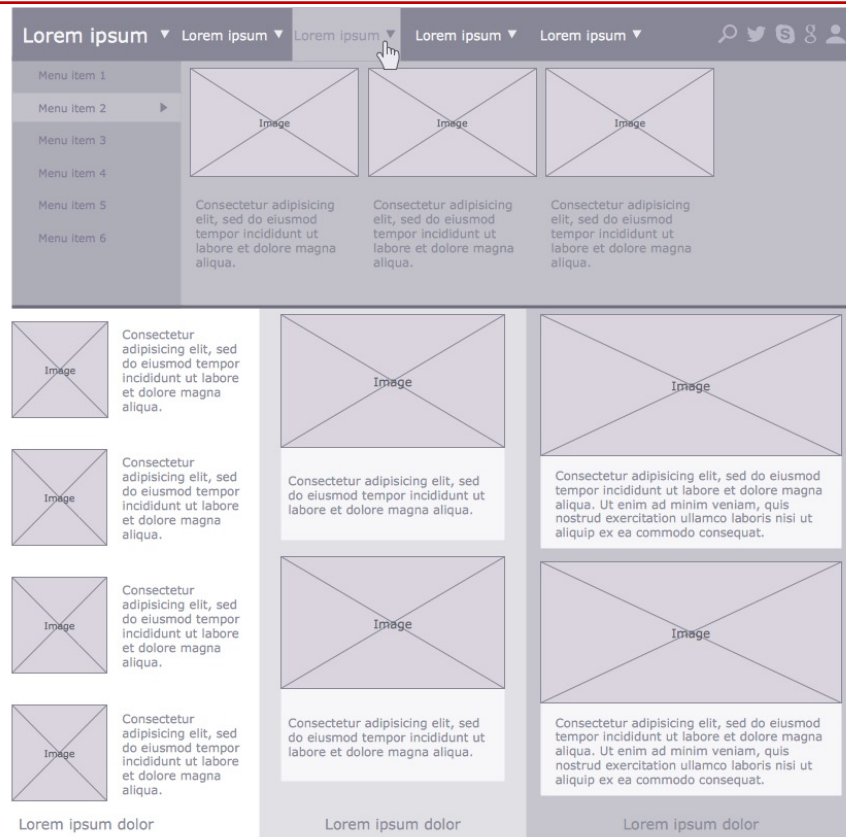 Lorem ipsum ▼ Lorem ipsum ▼ Lorem ipsum ▼ Lorem ipsum ▼ Lorem ipsum ▼
Menu item 1
Menu item 2
Menu item 3
Menu item 4
Menu item 5
Menu item 6
Image
Consectetur adipisicing
elit, sed do eiusmod
tempor incididunt ut
labore et dolore magna
aliqua.
Image
Consectetur adipisicing
elit, sed do eiusmod
tempor incididunt ut
labore et dolore magna
aliqua.
Image
Consectetur adipisicing
elit, sed do eiusmod
tempor incididunt ut
labore et dolore magna
aliqua.
Image
Consectetur
adipisicing elit, sed
do eiusmod tempor
incididunt ut labore
et dolore magna
aliqua.
Image
Consectetur
adipisicing elit, sed
do eiusmod tempor
incididunt ut labore
et dolore magna
aliqua.
Image
Consectetur
adipisicing elit, sed
do eiusmod tempor
incididunt ut labore
et dolore magna
aliqua.
Image
Consectetur
adipisicing elit, sed
do eiusmod tempor
incididunt ut labore
et dolore magna
aliqua.
Lorem ipsum dolor
Image
Consectetur adipisicing elit, sed
do eiusmod tempor incididunt ut
labore et dolore magna aliqua.
Image
Consectetur adipisicing elit, sed
do eiusmod tempor incididunt ut
labore et dolore magna aliqua.
Lorem ipsum dolor
Image
Consectetur adipisicing elit, sed do eiusmod
tempor incididunt ut labore et dolore magna
aliqua. Ut enim ad minim veniam, quis
nostrud exercitation ullamco laboris nisi ut
aliquip ex ea commodo consequat.
Image
Consectetur adipisicing elit, sed do eiusmod
tempor incididunt ut labore et dolore magna
aliqua. Ut enim ad minim veniam, quis
nostrud exercitation ullamco laboris nisi ut
aliquip ex ea commodo consequat.
Lorem ipsum dolor